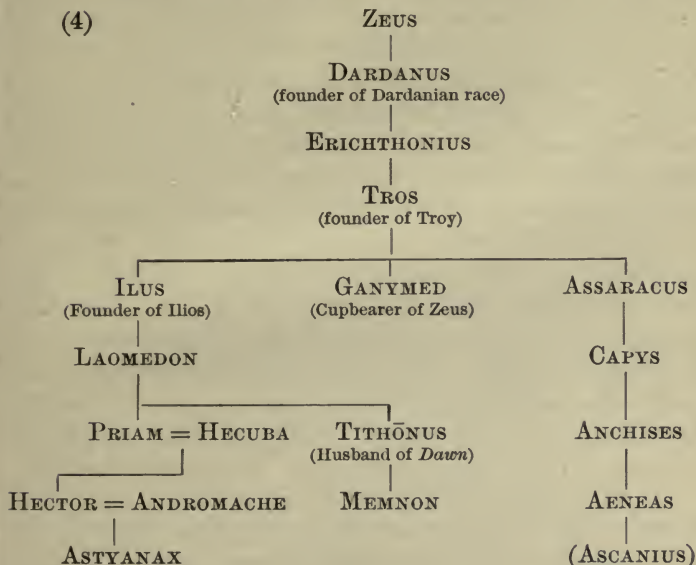 (4)
ZEUS
DARDANUS
(founder of Dardanian race)
ERICHTHONIUS
TROS
(founder of Troy)
ILUS GANYMED ASSARACUS
(Founder of Ilios) (Cupbearer of Zeus)
LAOMEDON CAPYS
PRIAM = HECUBA TITHŌNUS ANCHISES
(Husband of Dawn)
HECTOR = ANDROMACHE MEMNON AENEAS
ASTYANAX (ASCANIUS)